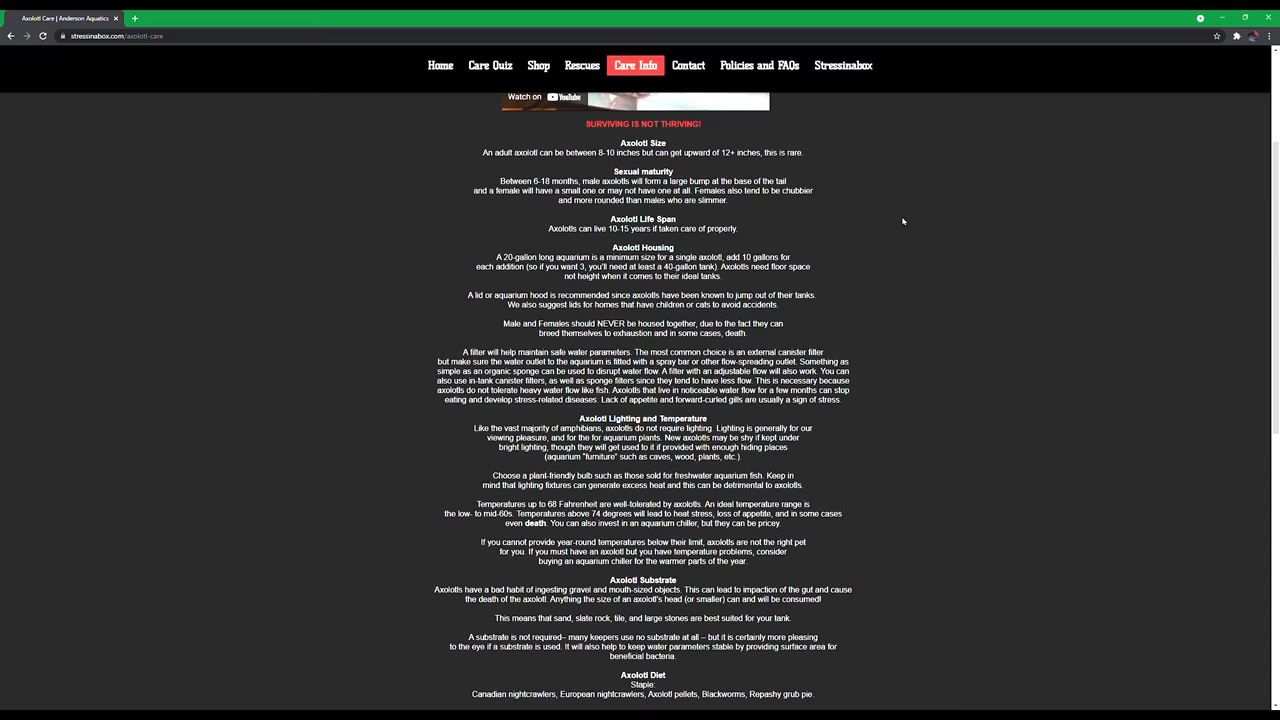 Axolotl Care | Anderson Aquatics
stressinabox.com/axolotl-care
Home Care Quiz Shop Rescues Care Info Contact Policies and FAQs Stressinabox
Watch on YouTube
SURVIVING IS NOT THRIVING!
Axolotl Size
An adult axolotl can be between 8-10 inches but can get upward of 12+ inches, this is rare.
Sexual maturity
Between 6-18 months, male axolotls will form a large bump at the base of the tail
and a female will have a small one or may not have one at all. Females also tend to be chubbier
and more rounded than males who are slimmer.
Axolotl Life Span
Axolotls can live 10-15 years if taken care of properly.
Axolotl Housing
A 20-gallon long aquarium is a minimum size for a single axolotl, add 10 gallons for
each addition (so if you want 3, you'll need at least a 40-gallon tank). Axolotls need floor space
not height when it comes to their ideal tanks.
A lid or aquarium hood is recommended since axolotls have been known to jump out of their tanks.
We also suggest lids for homes that have children or cats to avoid accidents.
Male and Females should NEVER be housed together, due to the fact they can
breed themselves to exhaustion and in some cases, death.
A filter will help maintain safe water parameters. The most common choice is an external canister filter
but make sure the water outlet to the aquarium is fitted with a spray bar or other flow-spreading outlet. Something as
simple as an organic sponge can be used to disrupt water flow. A filter with an adjustable flow will also work. You can
also use in-tank canister filters, as well as sponge filters since they tend to have less flow. This is necessary because
axolotls do not tolerate heavy water flow like fish. Axolotls that live in noticeable water flow for a few months can stop
eating and develop stress-related diseases. Lack of appetite and forward-curled gills are usually a sign of stress.
Axolotl Lighting and Temperature
Like the vast majority of amphibians, axolotls do not require lighting. Lighting is generally for our
viewing pleasure, and for the for aquarium plants. New axolotls may be shy if kept under
bright lighting, though they will get used to it if provided with enough hiding places
(aquarium "furniture" such as caves, wood, plants, etc.).
Choose a plant-friendly bulb such as those sold for freshwater aquarium fish. Keep in
mind that lighting fixtures can generate excess heat and this can be detrimental to axolotls.
Temperatures up to 68 Fahrenheit are well-tolerated by axolotls. An ideal temperature range is
the low- to mid-60s. Temperatures above 74 degrees will lead to heat stress, loss of appetite, and in some cases
even death. You can also invest in an aquarium chiller, but they can be pricey.
If you cannot provide year-round temperatures below their limit, axolotls are not the right pet
for you. If you must have an axolotl but you have temperature problems, consider
buying an aquarium chiller for the warmer parts of the year.
Axolotl Substrate
Axolotls have a bad habit of ingesting gravel and mouth-sized objects. This can lead to impaction of the gut and cause
the death of the axolotl. Anything the size of an axolotl's head (or smaller) can and will be consumed!
This means that sand, slate rock, tile, and large stones are best suited for your tank.
A substrate is not required– many keepers use no substrate at all – but it is certainly more pleasing
to the eye if a substrate is used. It will also help to keep water parameters stable by providing surface area for
beneficial bacteria.
Axolotl Diet
Staple:
Canadian nightcrawlers, European nightcrawlers, Axolotl pellets, Blackworms, Repashy grub pie.